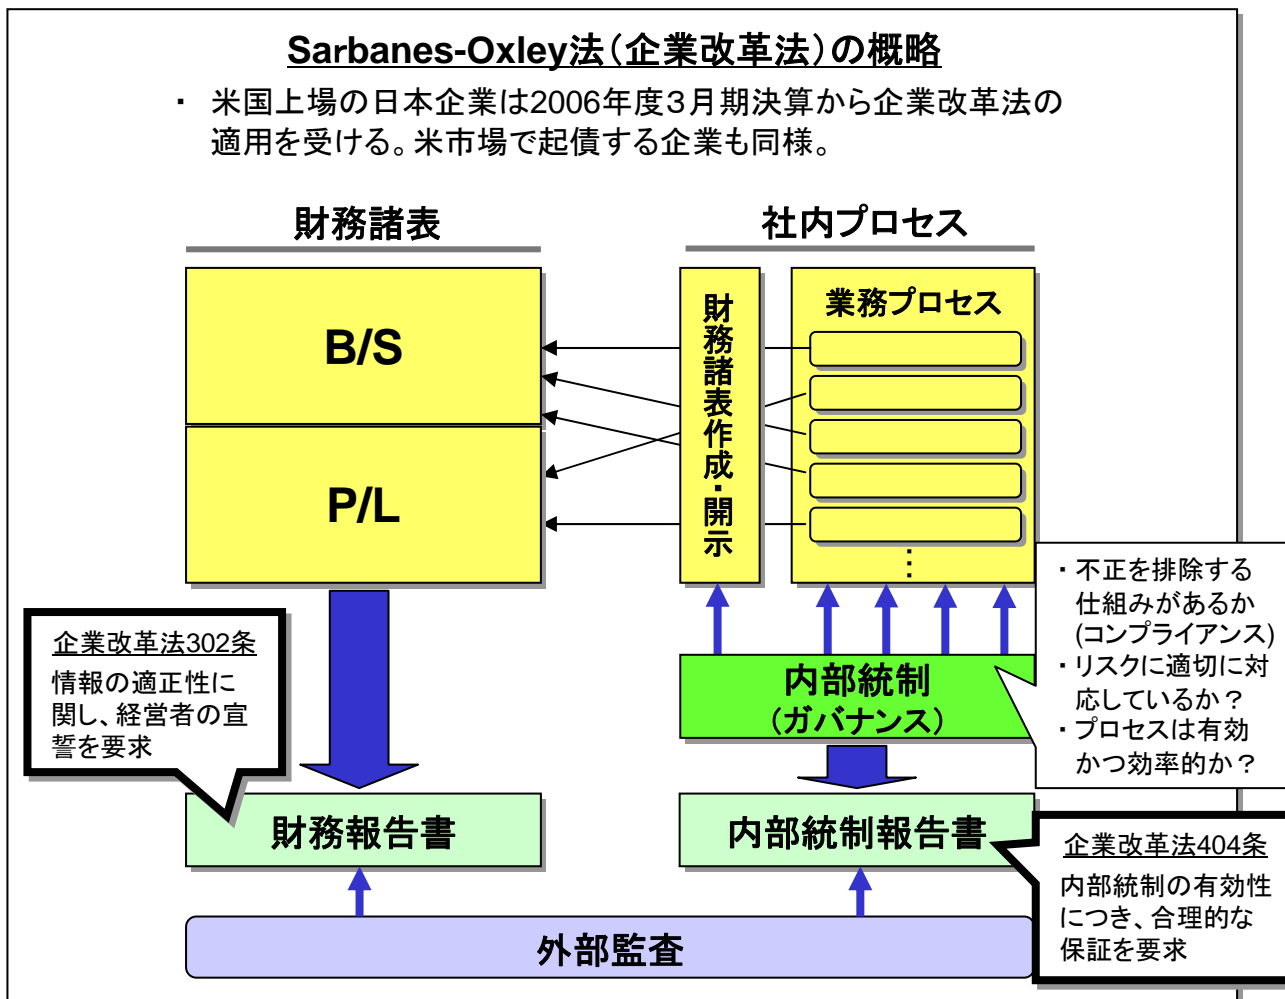 Sarbanes-Oxley法（企業改革法）の概略
・ 米国上場の日本企業は2006年度３月期決算から企業改革法の
適用を受ける。米市場で起債する企業も同様。
財務諸表
社内プロセス
B/S
P/L
財務諸表作成・開示
業務プロセス
…
・不正を排除する
仕組みがあるか
(コンプライアンス)
・リスクに適切に対
応しているか？
・プロセスは有効
かつ効率的か？
企業改革法302条
情報の適正性に
関し、経営者の宣
誓を要求
内部統制
（ガバナンス）
財務報告書
内部統制報告書
企業改革法404条
内部統制の有効性
につき、合理的な
保証を要求
外部監査